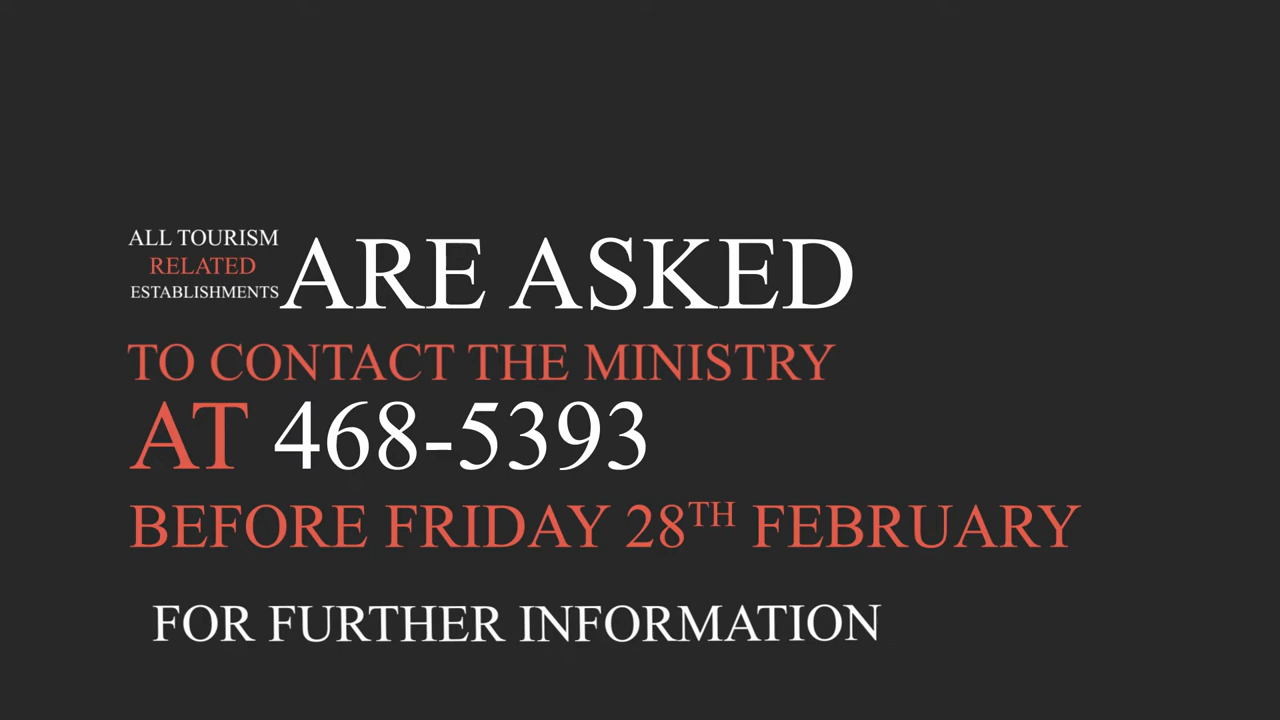 ALL TOURISM
RELATED
ESTABLISHMENTS
ARE ASKED
TO CONTACT THE MINISTRY
AT 468-5393
BEFORE FRIDAY 28TH FEBRUARY
FOR FURTHER INFORMATION